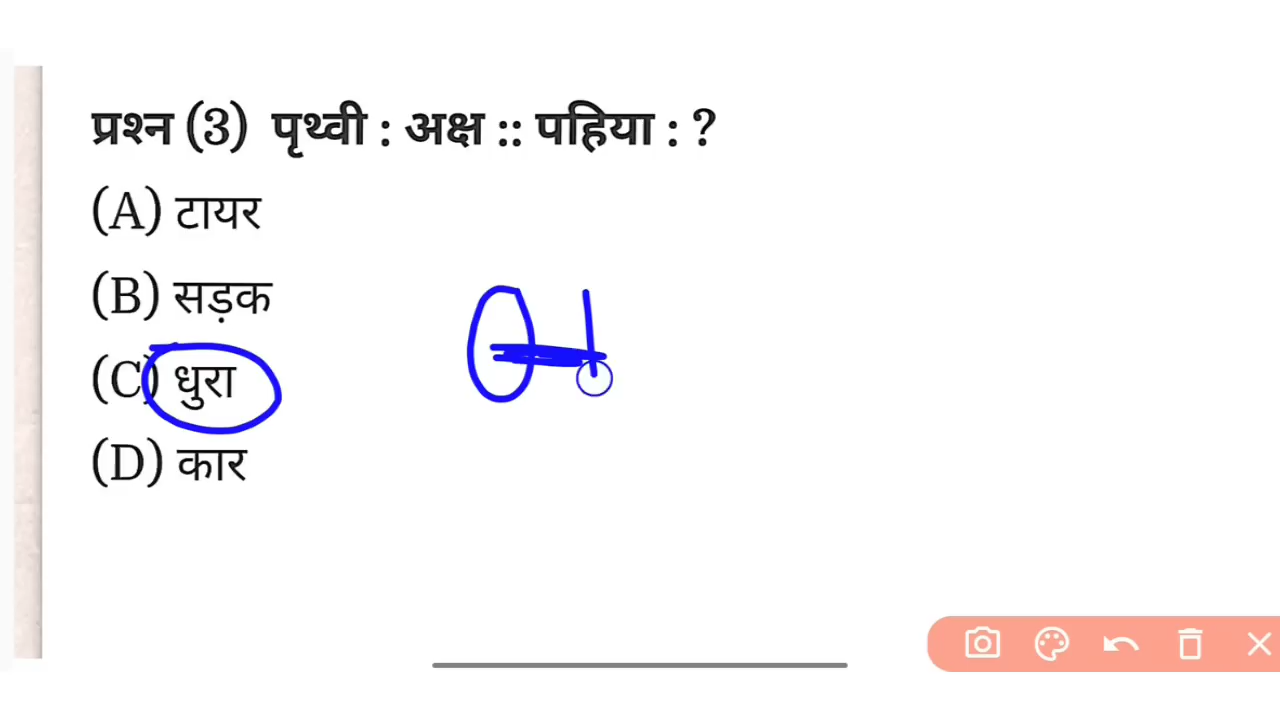 प्रश्न (3) पृथ्वी : अक्ष :: पहिया : ?
(A) टायर
(B) सड़क
(C) धुरा
(D) कार